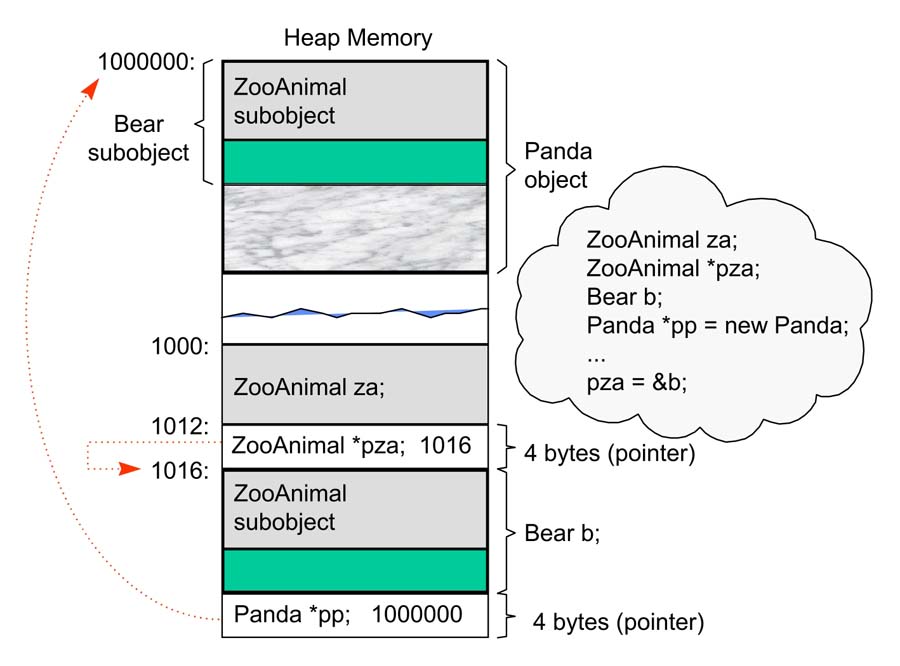 Heap Memory
1000000:
ZooAnimal
subobject
Bear
subobject
Panda
object
ZooAnimal za;
ZooAnimal *pza;
Bear b;
Panda *pp = new Panda;
...
pza = &b;
1000:
ZooAnimal za;
1012:
ZooAnimal *pza; 1016
4 bytes (pointer)
1016:
ZooAnimal
subobject
Bear b;
Panda *pp; 1000000
4 bytes (pointer)